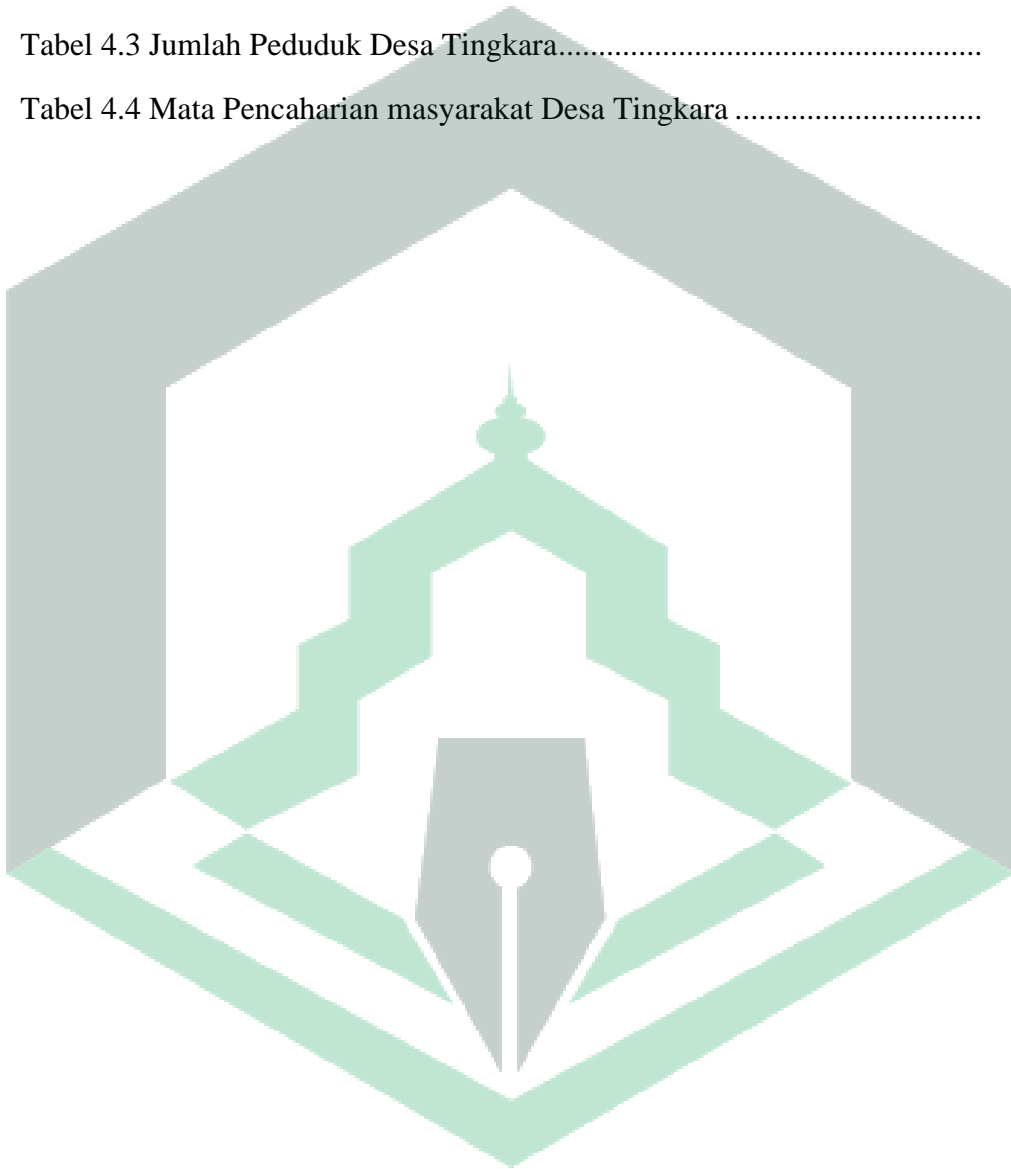 Tabel 4.3 Jumlah Peduduk Desa Tingkara.....................................................
Tabel 4.4 Mata Pencaharian masyarakat Desa Tingkara ...............................